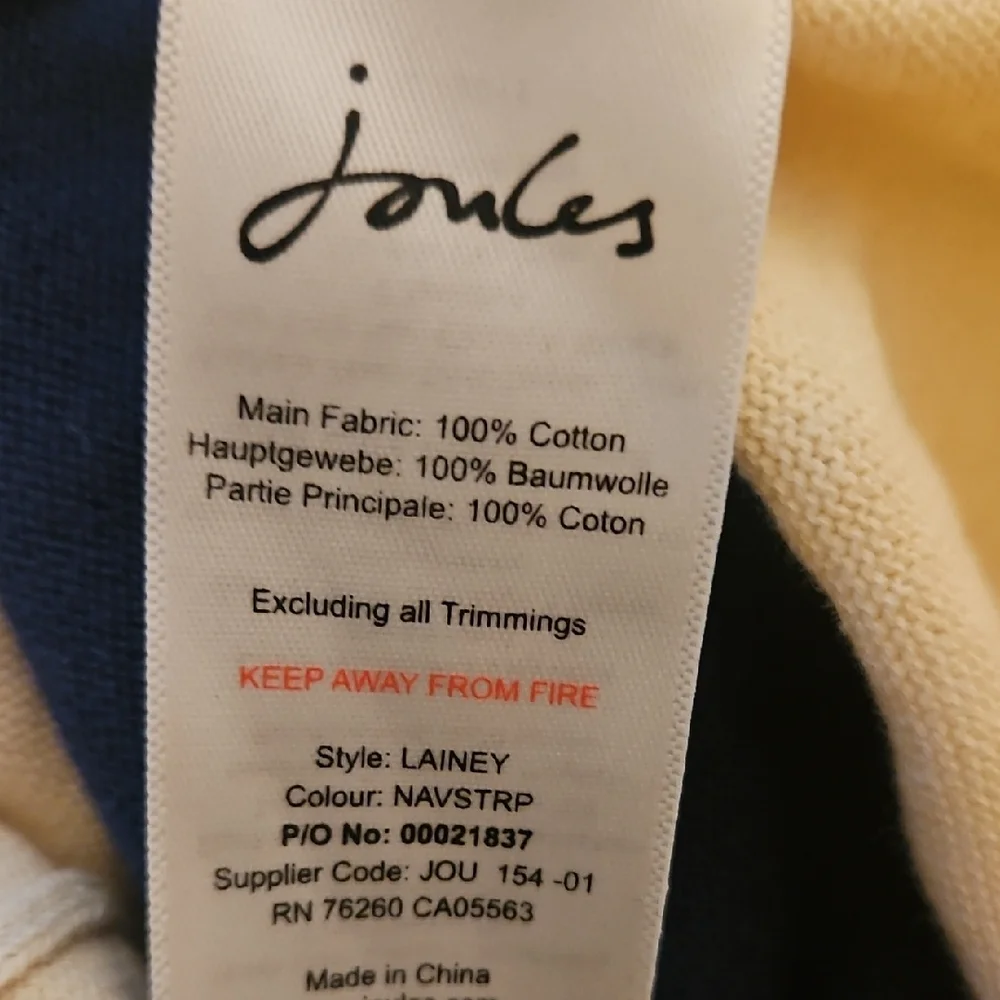 joules
Main Fabric: 100% Cotton
Hauptgewebe: 100% Baumwolle
Partie Principale: 100% Coton
Excluding all Trimmings
KEEP AWAY FROM FIRE
Style: LAINEY
Colour: NAVSTRP
P/O No: 00021837
Supplier Code: JOU 154 -01
RN 76260 CA05563
Made in China